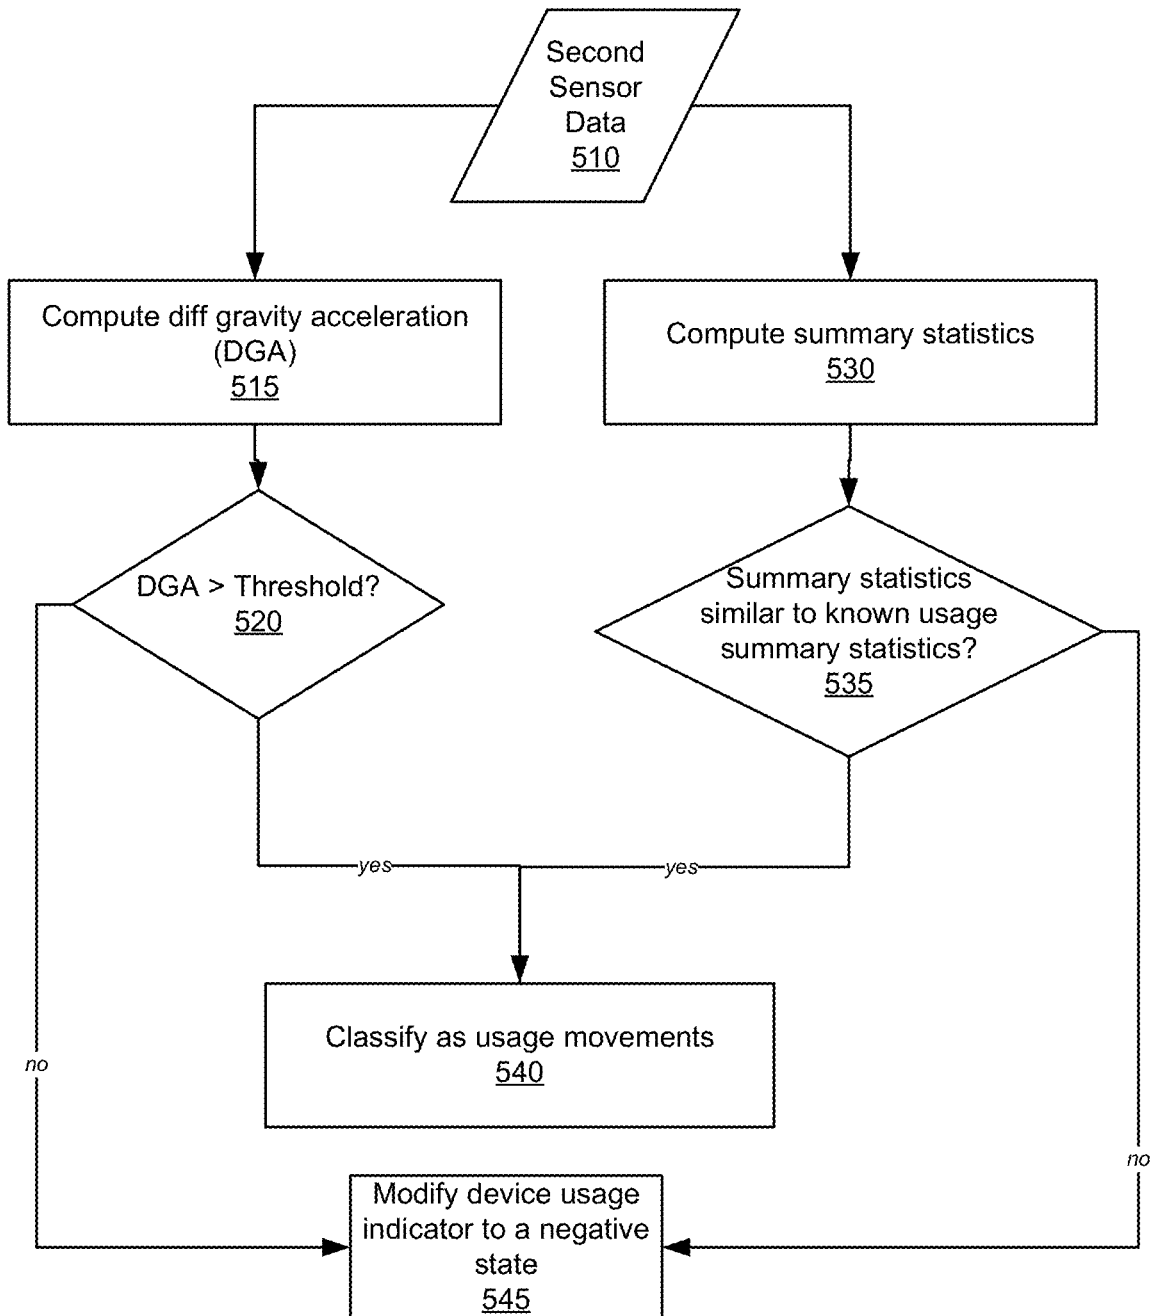 Second
Sensor
Data
510
Compute diff gravity acceleration
(DGA)
515
Compute summary statistics
530
DGA > Threshold?
520
Summary statistics
similar to known usage
summary statistics?
535
yes
yes
Classify as usage movements
540
no
no
Modify device usage
indicator to a negative
state
545